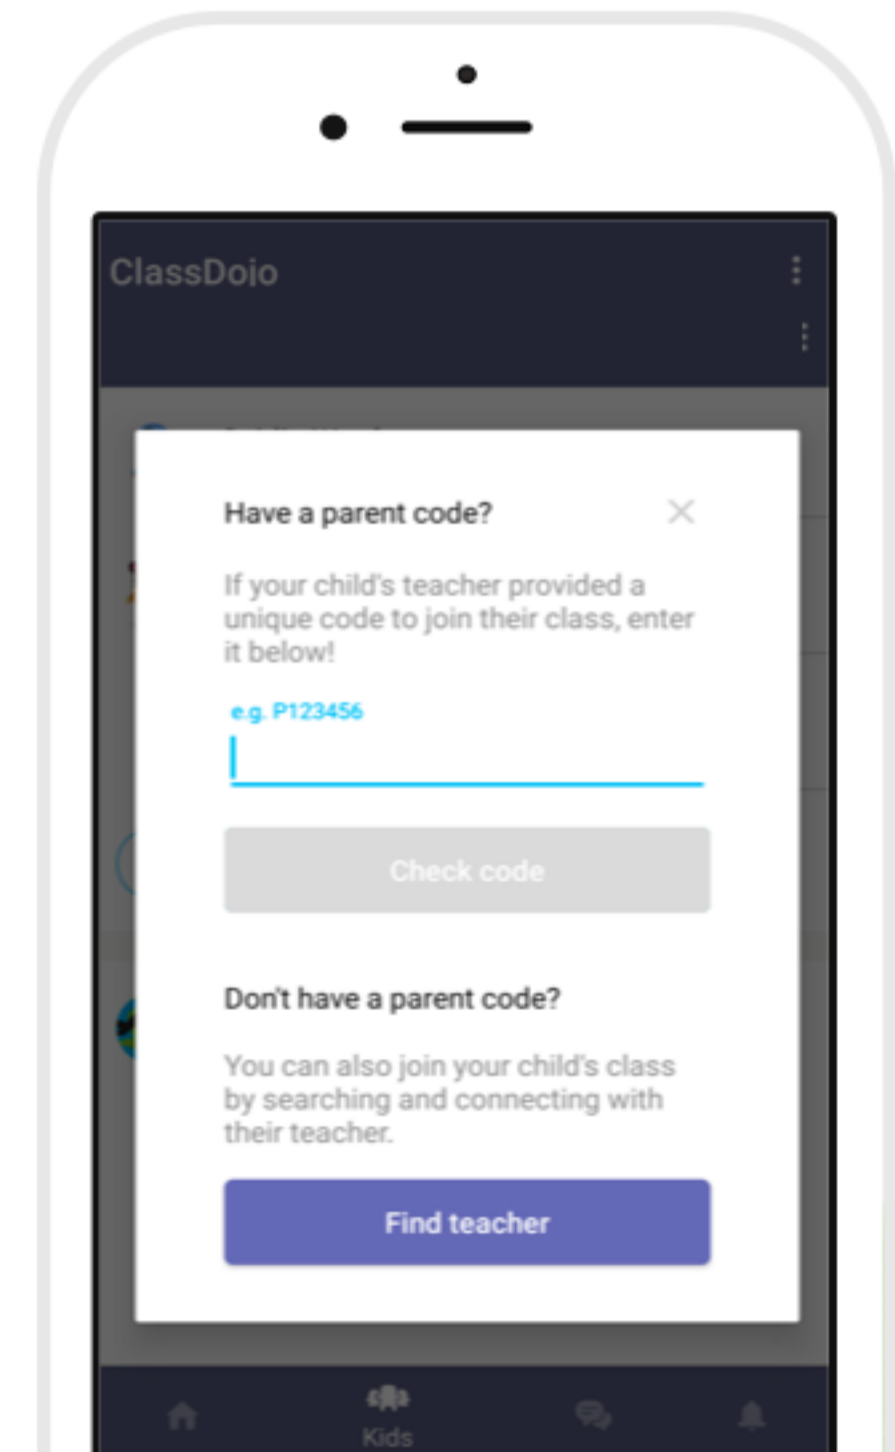 ClassDojo
Have a parent code?
If your child's teacher provided a
unique code to join their class, enter
it below!
e.g. P123456
Check code
Don't have a parent code?
You can also join your child's class
by searching and connecting with
their teacher.
Find teacher
Kids